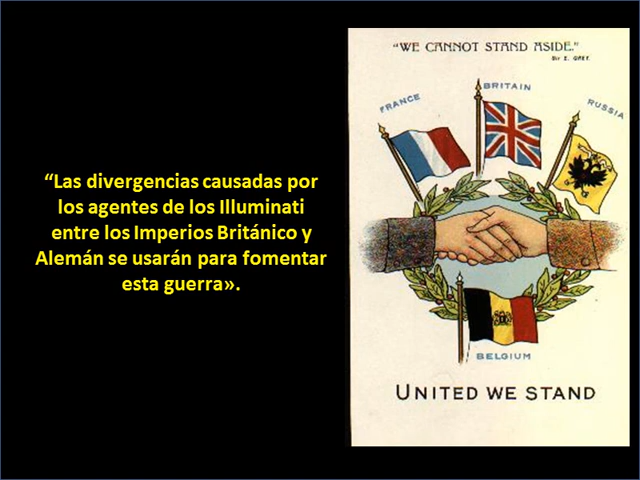 “Las divergencias causadas por
los agentes de los Illuminati
entre los Imperios Británico y
Alemán se usarán para fomentar
esta guerra».
"WE CANNOT STAND ASIDE."
Sir E. GREY.
FRANCE
BRITAIN
RUSSIA
BELGIUM
UNITED WE STAND